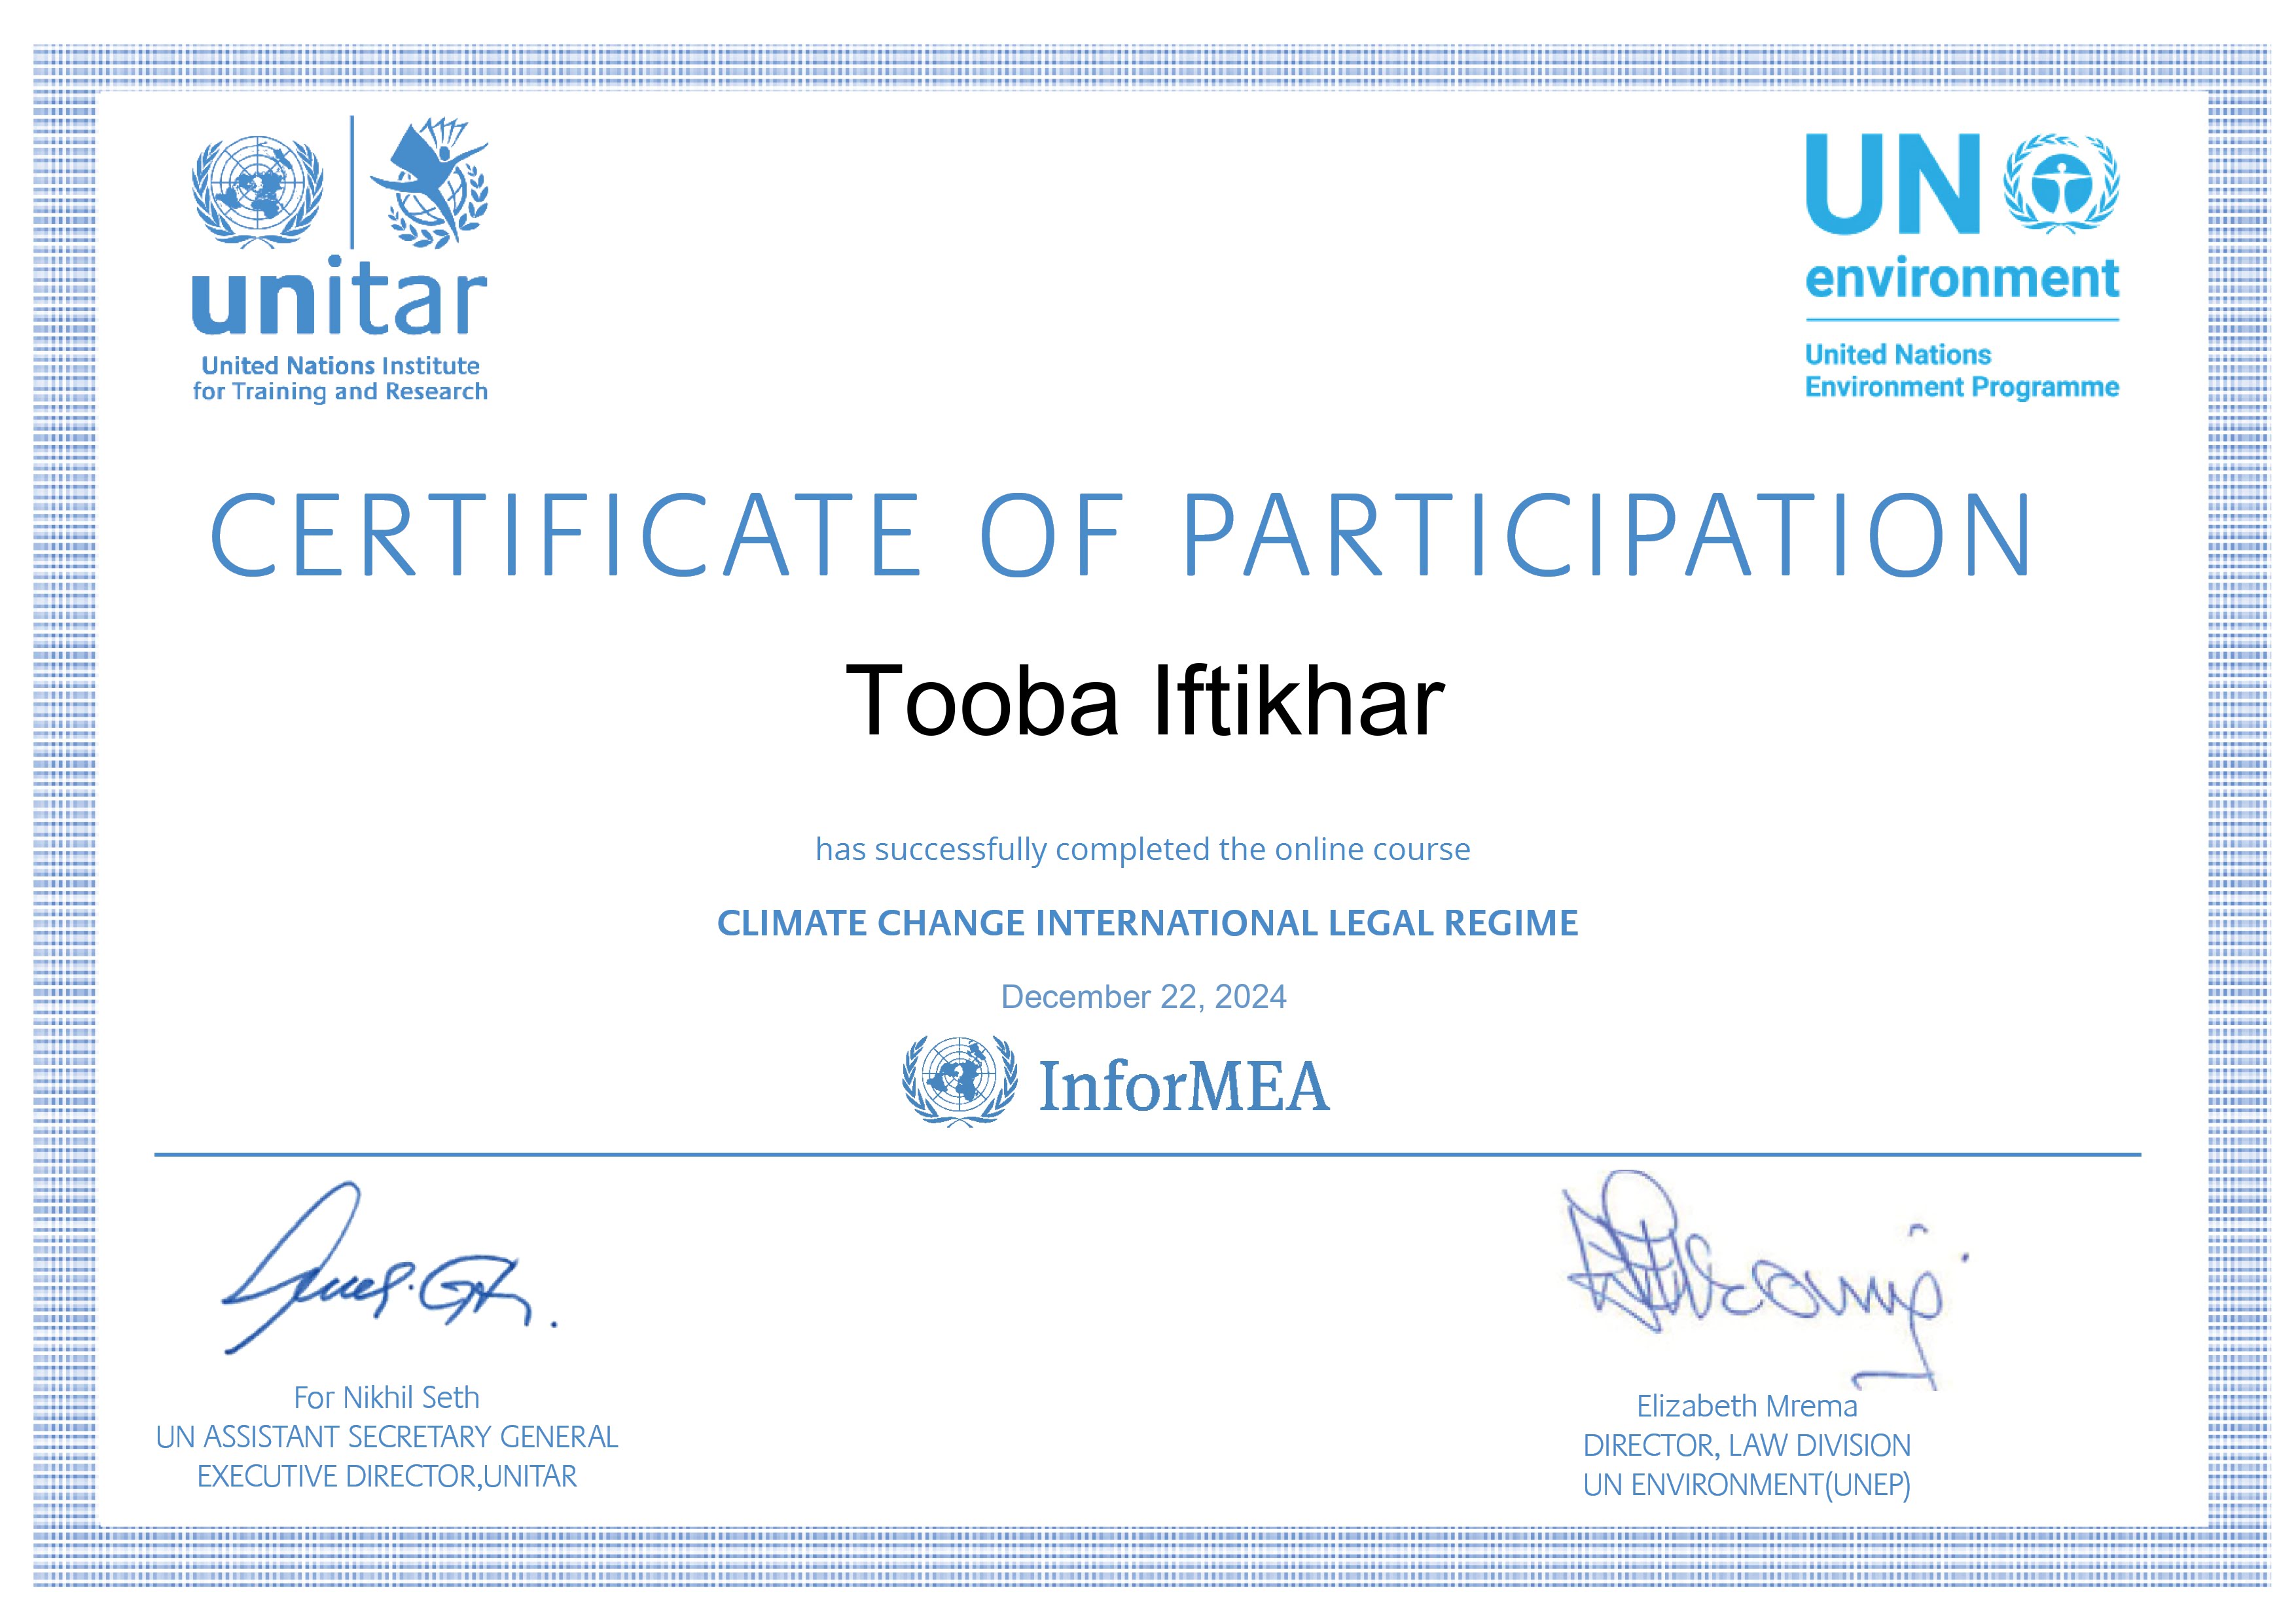 unitar
United Nations Institute
for Training and Research
UN
environment
United Nations
Environment Programme
CERTIFICATE OF PARTICIPATION
Tooba Iftikhar
has successfully completed the online course
CLIMATE CHANGE INTERNATIONAL LEGAL REGIME
December 22, 2024
InforMEA
For Nikhil Seth
UN ASSISTANT SECRETARY GENERAL
EXECUTIVE DIRECTOR,UNITAR
Elizabeth Mrema
DIRECTOR, LAW DIVISION
UN ENVIRONMENT(UNEP)